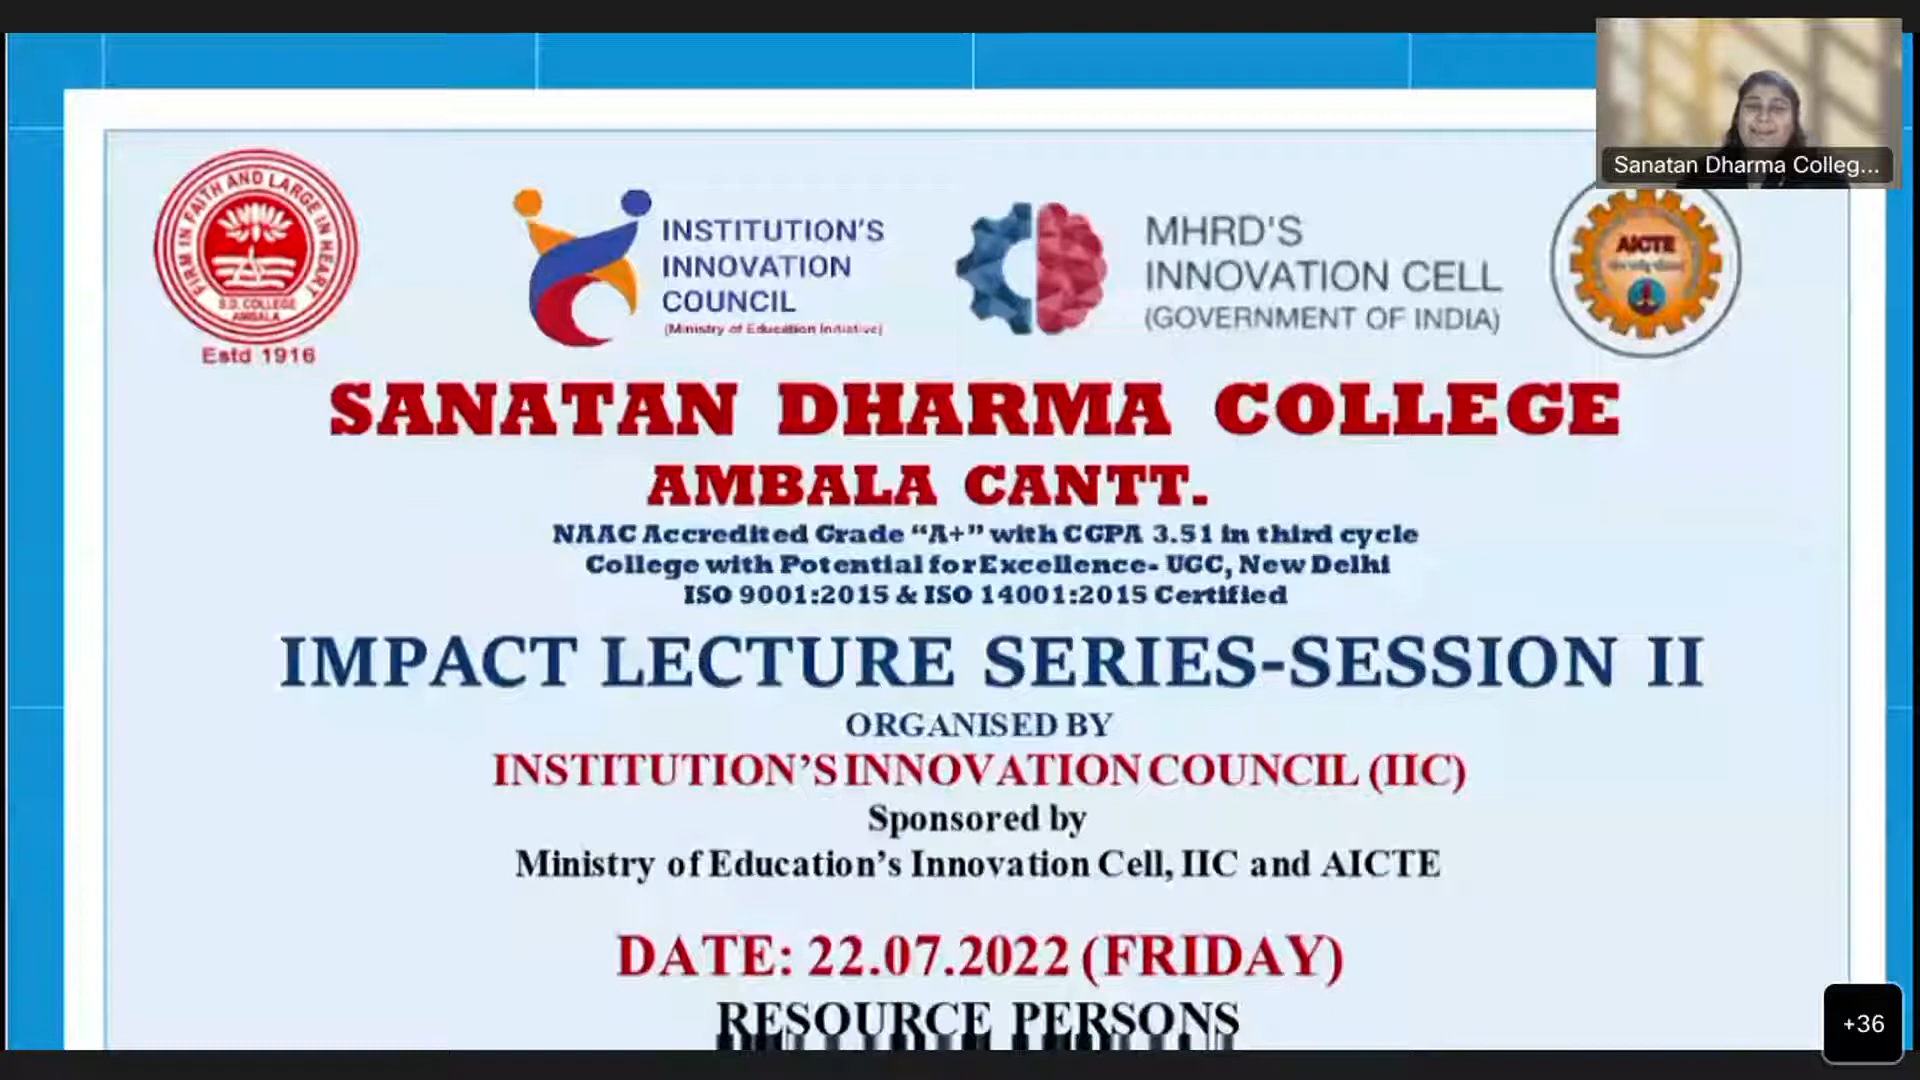 Sanatan Dharma Colleg...
FIRM IN FAITH AND LARGE IN HEART
S.D. COLLEGE
AMBALA
Estd 1916
INSTITUTION'S
INNOVATION
COUNCIL
(Ministry of Education Initiative)
MHRD'S
INNOVATION CELL
(GOVERNMENT OF INDIA)
AICTE
SANATAN DHARMA COLLEGE
AMBALA CANTT.
NAAC Accredited Grade “A+” with CGPA 3.51 in third cycle
College with Potential for Excellence- UGC, New Delhi
ISO 9001:2015 & ISO 14001:2015 Certified
IMPACT LECTURE SERIES-SESSION II
ORGANISED BY
INSTITUTION’S INNOVATION COUNCIL (IIC)
Sponsored by
Ministry of Education’s Innovation Cell, IIC and AICTE
DATE: 22.07.2022 (FRIDAY)
RESOURCE PERSONS
+36